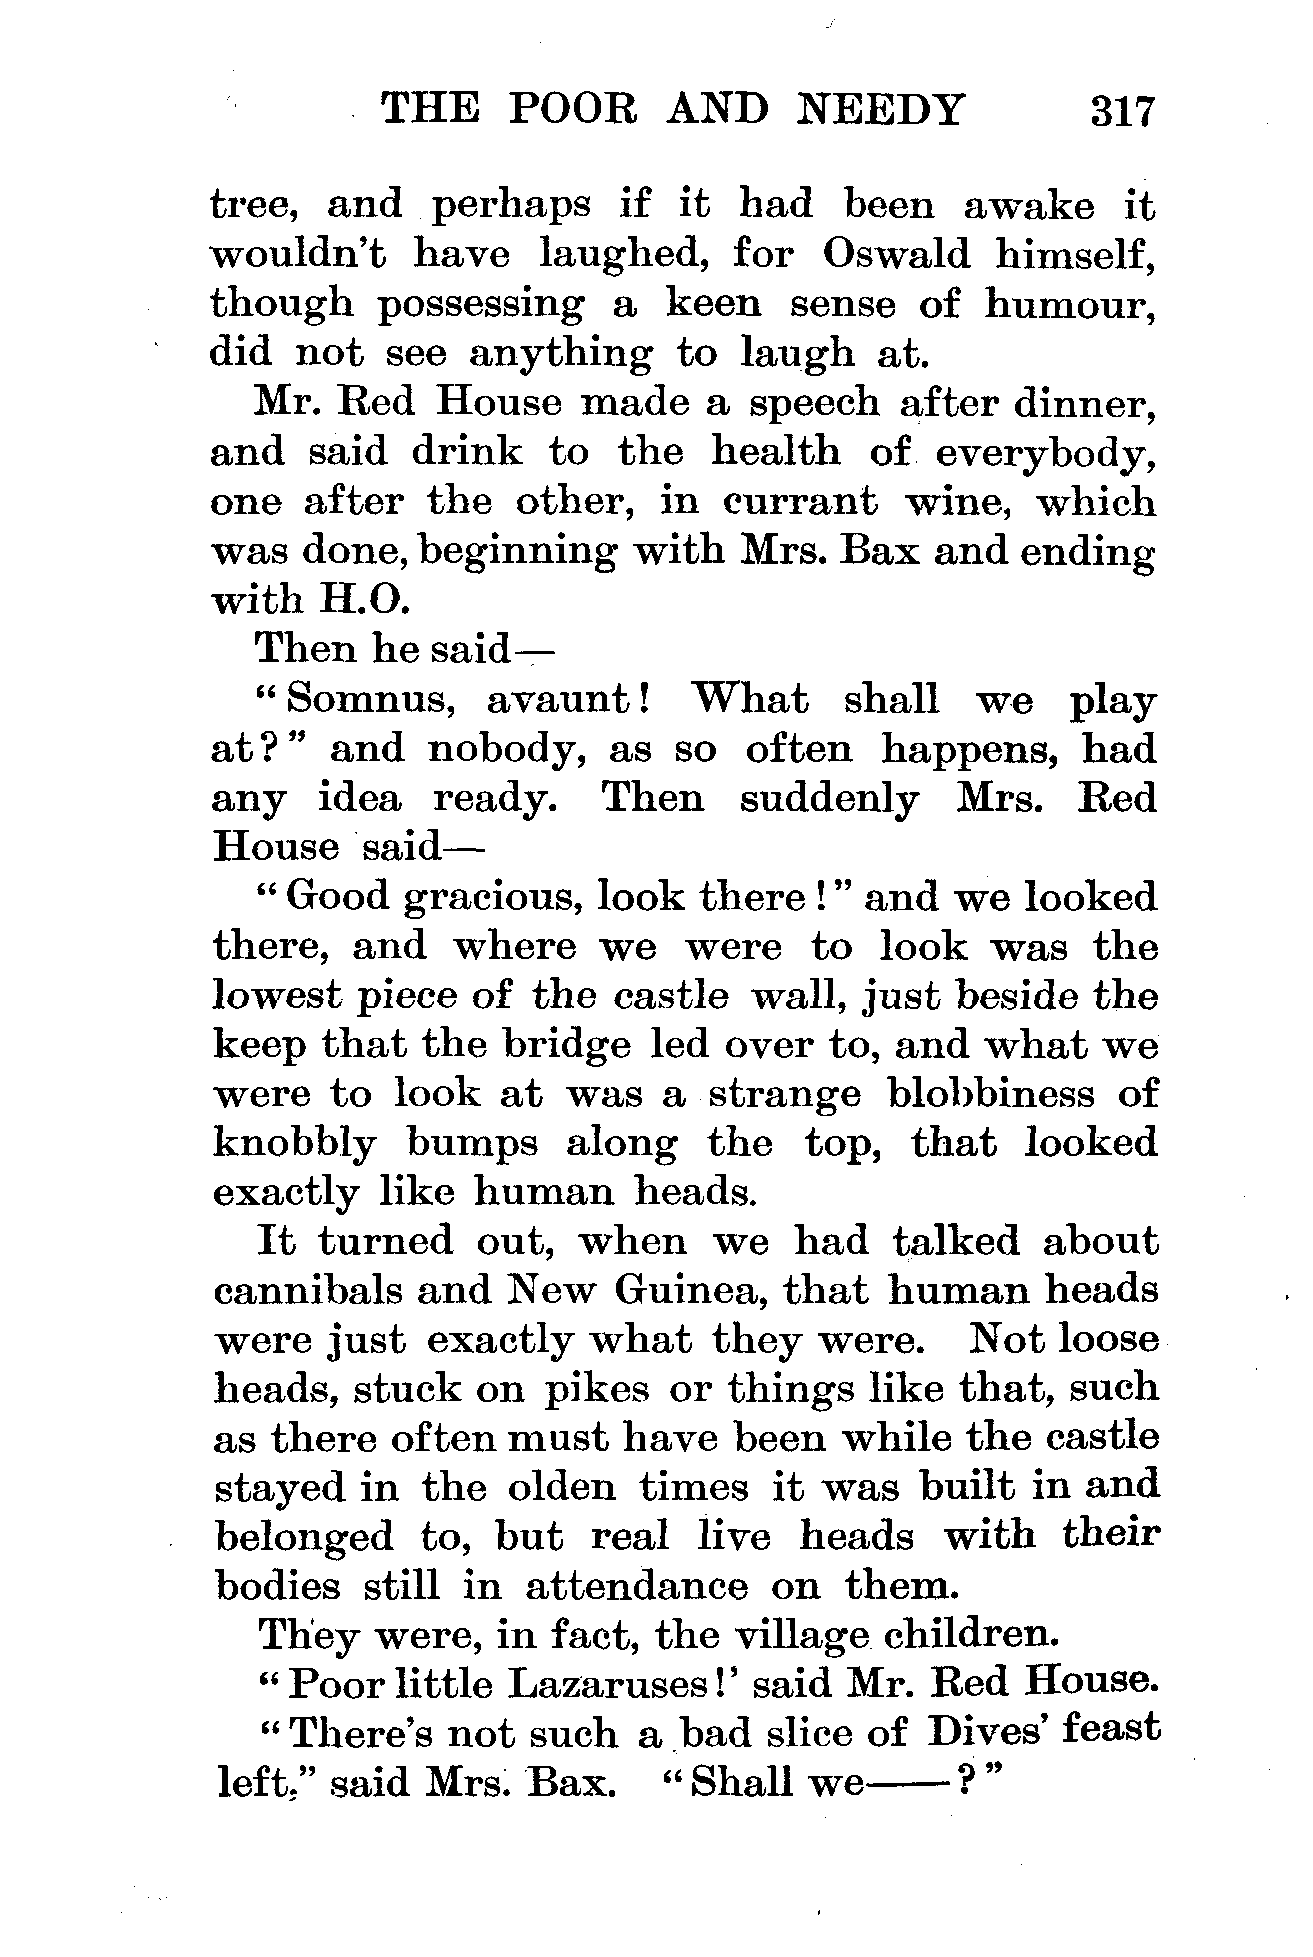 THE POOR AND NEEDY 317
tree, and perhaps if it had been awake it
wouldn't have laughed, for Oswald himself,
though possessing a keen sense of humour,
did not see anything to laugh at.
Mr. Red House made a speech after dinner,
and said drink to the health of everybody,
one after the other, in currant wine, which
was done, beginning with Mrs. Bax and ending
with H.O.
Then he said—
“Somnus, avaunt! What shall we play
at?” and nobody, as so often happens, had
any idea ready. Then suddenly Mrs. Red
House said—
“Good gracious, look there!” and we looked
there, and where we were to look was the
lowest piece of the castle wall, just beside the
keep that the bridge led over to, and what we
were to look at was a strange blobbiness of
knobbly bumps along the top, that looked
exactly like human heads.
It turned out, when we had talked about
cannibals and New Guinea, that human heads
were just exactly what they were. Not loose
heads, stuck on pikes or things like that, such
as there often must have been while the castle
stayed in the olden times it was built in and
belonged to, but real live heads with their
bodies still in attendance on them.
They were, in fact, the village children.
“Poor little Lazaruses!’ said Mr. Red House.
“There's not such a bad slice of Dives’ feast
left,” said Mrs. Bax. “Shall we——?”